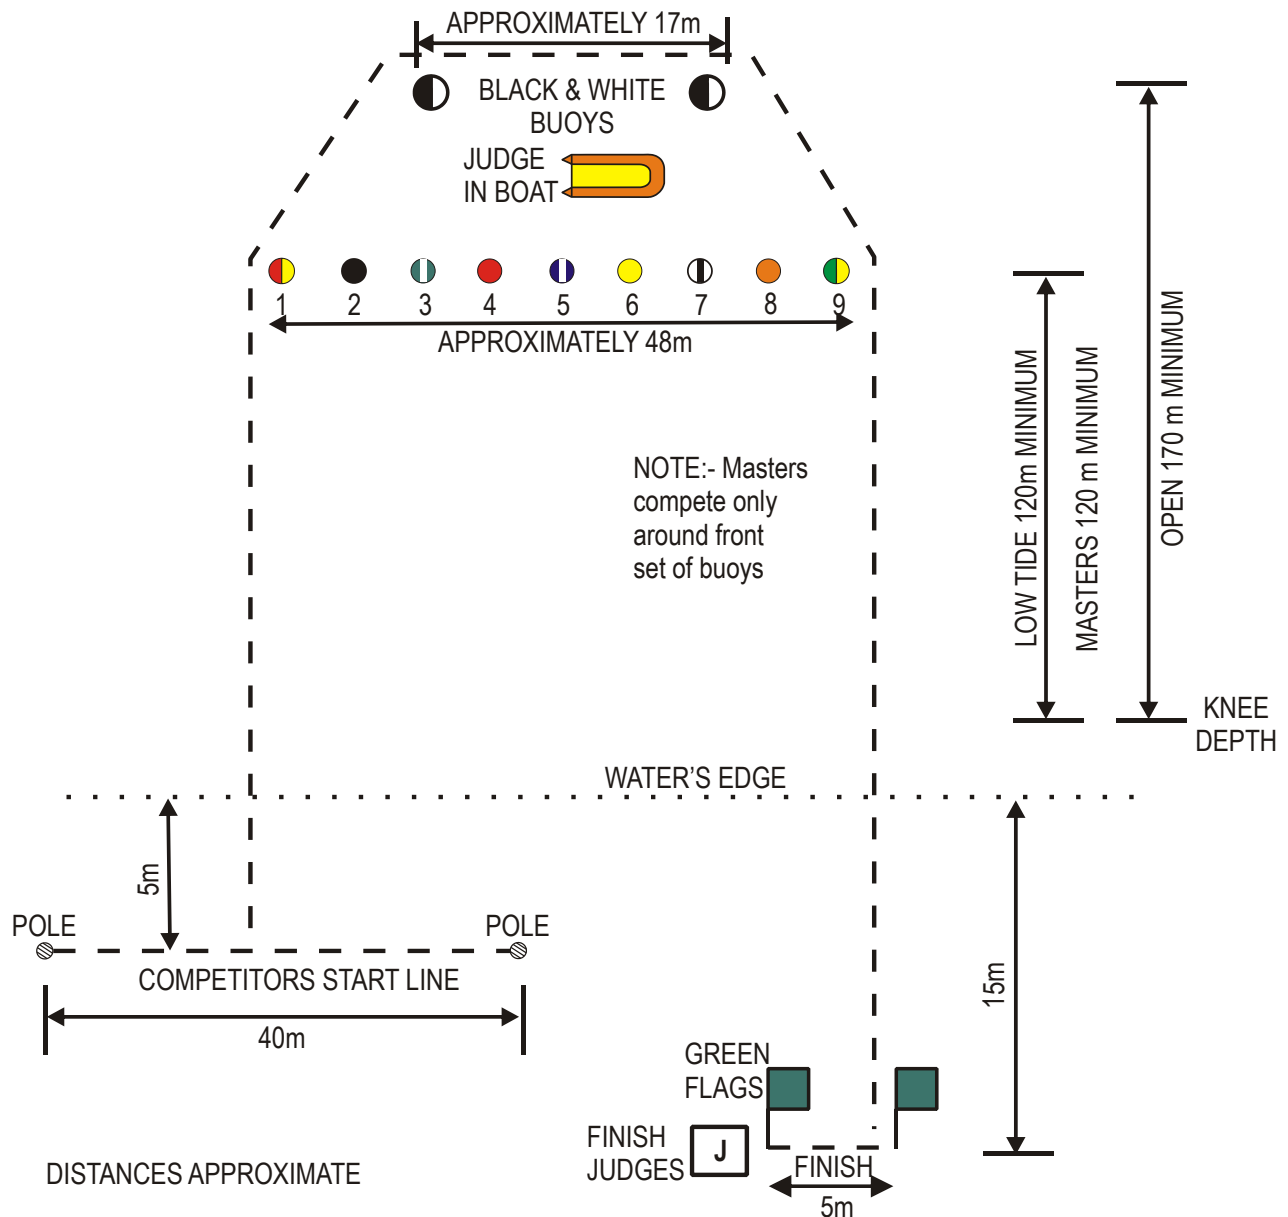 APPROXIMATELY 17m
BLACK & WHITE
BUOYS
JUDGE
IN BOAT
1 2 3 4 5 6 7 8 9
APPROXIMATELY 48m
NOTE:- Masters
compete only
around front
set of buoys
LOW TIDE 120m MINIMUM
MASTERS 120 m MINIMUM
OPEN 170 m MINIMUM
KNEE
DEPTH
WATER'S EDGE
5m
POLE
POLE
COMPETITORS START LINE
40m
15m
GREEN
FLAGS
FINISH
JUDGES
J
FINISH
5m
DISTANCES APPROXIMATE